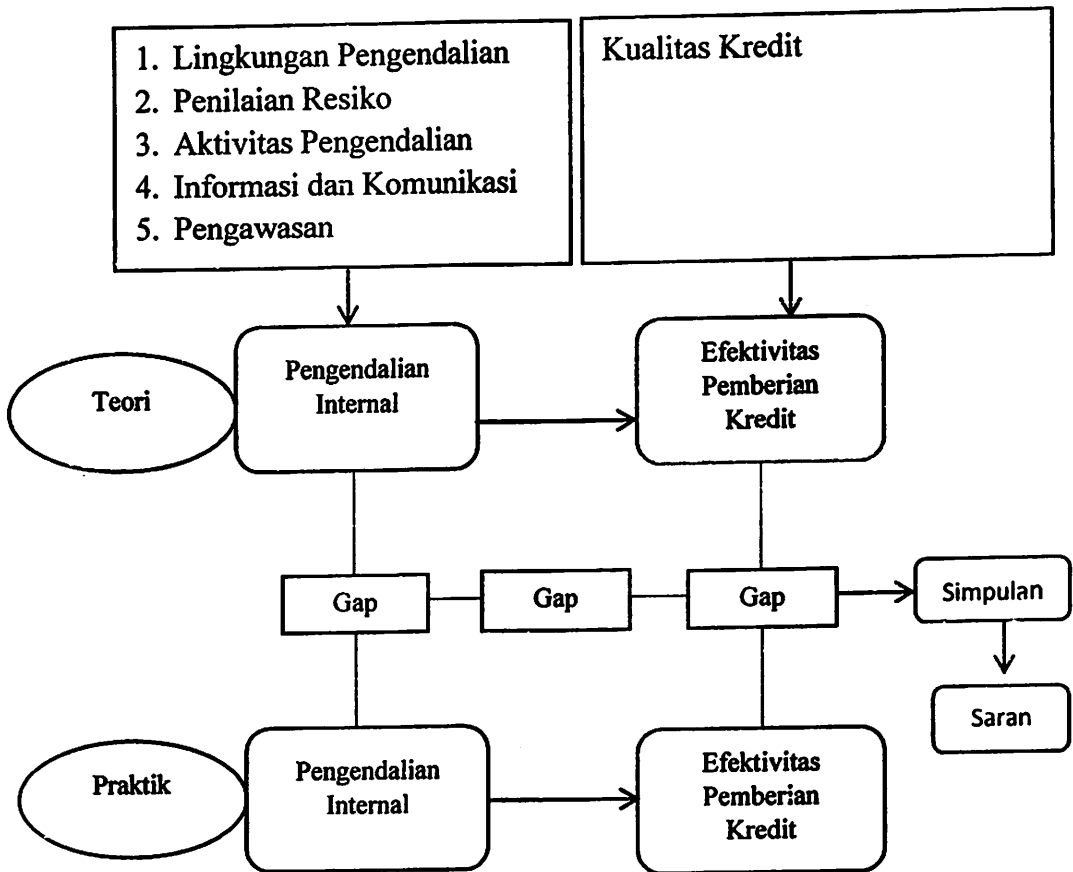 1. Lingkungan Pengendalian
2. Penilaian Resiko
3. Aktivitas Pengendalian
4. Informasi dan Komunikasi
5. Pengawasan
Kualitas Kredit
Teori
Pengendalian
Internal
Efektivitas
Pemberian
Kredit
Gap
Gap
Gap
Simpulan
Saran
Praktik
Pengendalian
Internal
Efektivitas
Pemberian
Kredit